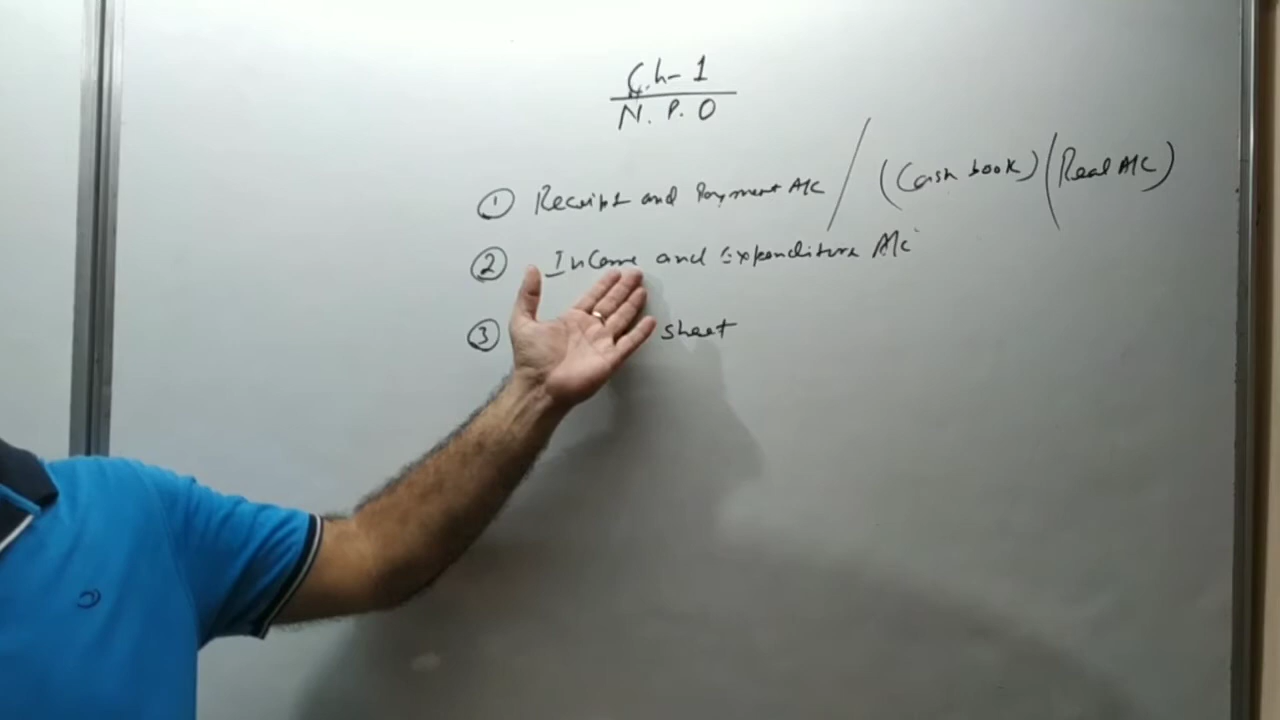 Ch-1
N.P.O
① Receipt and Payment A/c / (Cash book) (Real A/c)
② Income and Expenditure A/c
③ sheet